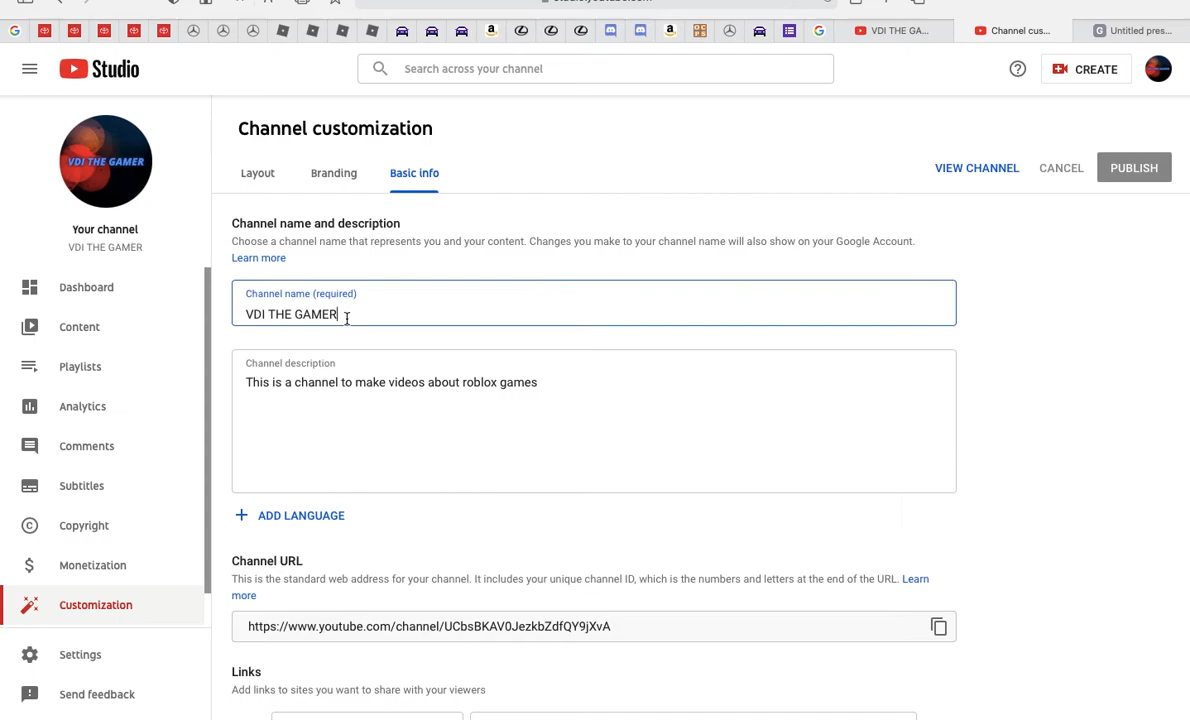 VDI THE GA...
Channel cus...
Untitled pres...
Studio
Search across your channel
CREATE
VDI THE GAMER
Your channel
VDI THE GAMER
Dashboard
Content
Playlists
Analytics
Comments
Subtitles
Copyright
Monetization
Customization
Settings
Send feedback
Channel customization
Layout
Branding
Basic info
VIEW CHANNEL
CANCEL
PUBLISH
Channel name and description
Choose a channel name that represents you and your content. Changes you make to your channel name will also show on your Google Account.
Learn more
Channel name (required)
VDI THE GAMER
Channel description
This is a channel to make videos about roblox games
ADD LANGUAGE
Channel URL
This is the standard web address for your channel. It includes your unique channel ID, which is the numbers and letters at the end of the URL. Learn
more
https://www.youtube.com/channel/UCbsBKAV0JezkbZdfQY9jXvA
Links
Add links to sites you want to share with your viewers